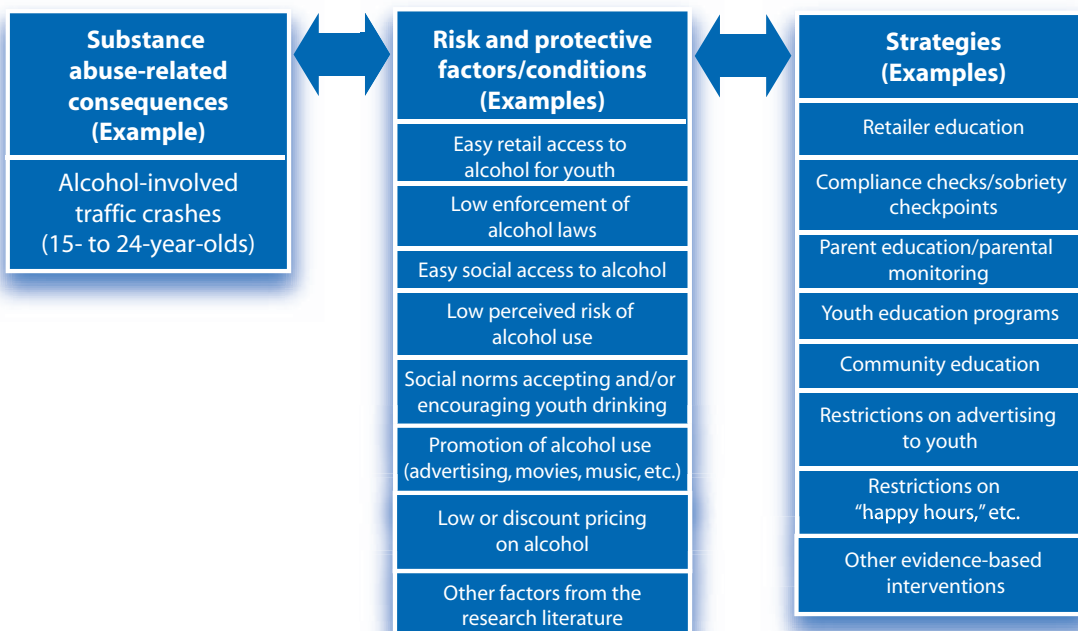 Substance
abuse-related
consequences
(Example)
Alcohol-involved
traffic crashes
(15- to 24-year-olds)
Risk and protective
factors/conditions
(Examples)
Easy retail access to
alcohol for youth
Low enforcement of
alcohol laws
Easy social access to alcohol
Low perceived risk of
alcohol use
Social norms accepting and/or
encouraging youth drinking
Promotion of alcohol use
(advertising, movies, music, etc.)
Low or discount pricing
on alcohol
Other factors from the
research literature
Strategies
(Examples)
Retailer education
Compliance checks/sobriety
checkpoints
Parent education/parental
monitoring
Youth education programs
Community education
Restrictions on advertising
to youth
Restrictions on
“happy hours,” etc.
Other evidence-based
interventions